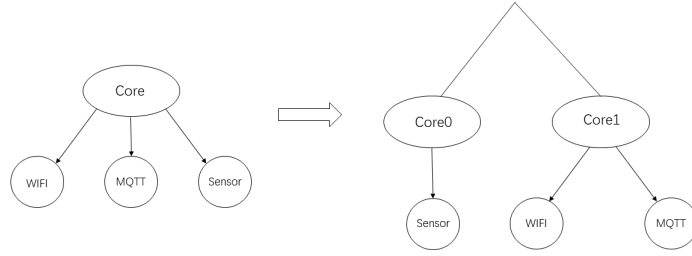 Core
WIFI
MQTT
Sensor
Core0
Core1
Sensor
WIFI
MQTT